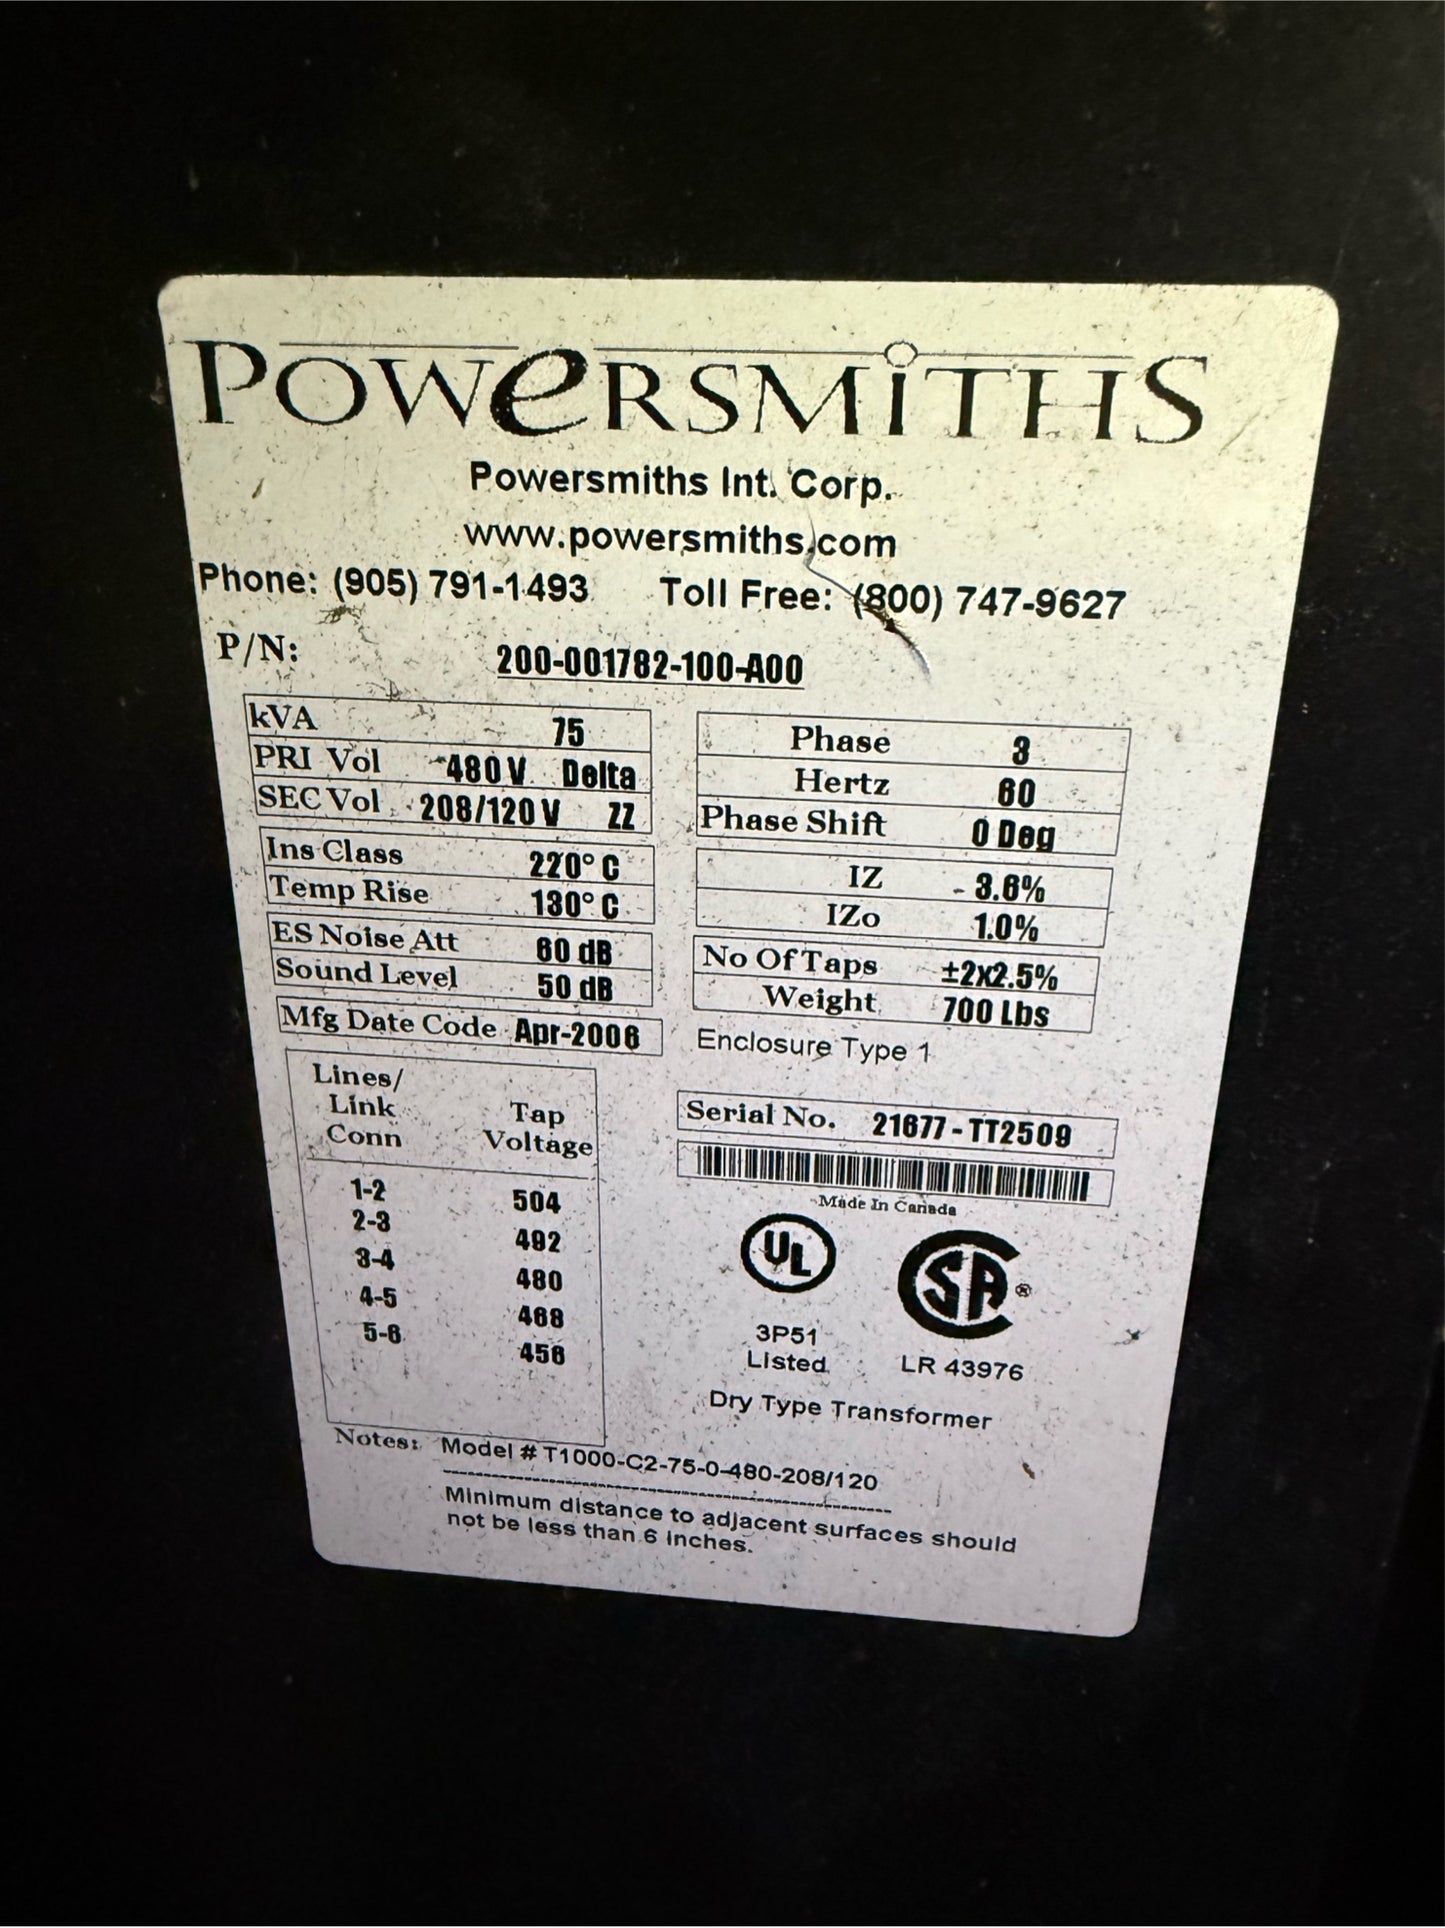 POWERSMiTHS
Powersmiths Int. Corp.
www.powersmiths.com
Phone: (905) 791-1493 Toll Free: (800) 747-9627
P/N: 200-001782-100-A00
kVA 75
PRI Vol 480 V Delta
SEC Vol 208/120 V ZZ
Ins Class 220° C
Temp Rise 130° C
ES Noise Att 60 dB
Sound Level 50 dB
Mfg Date Code Apr-2006
Phase 3
Hertz 60
Phase Shift 0 Deg
IZ 3.6%
IZo 1.0%
No Of Taps ±2x2.5%
Weight 700 Lbs
Enclosure Type 1
Lines/
Link
Conn
Tap
Voltage
1-2 504
2-3 492
3-4 480
4-5 468
5-6 456
Serial No. 21677-TT2509
Made In Canada
UL
3P51
Listed
CSA ®
LR 43976
Dry Type Transformer
Notes: Model # T1000-C2-75-0-480-208/120
Minimum distance to adjacent surfaces should
not be less than 6 inches.